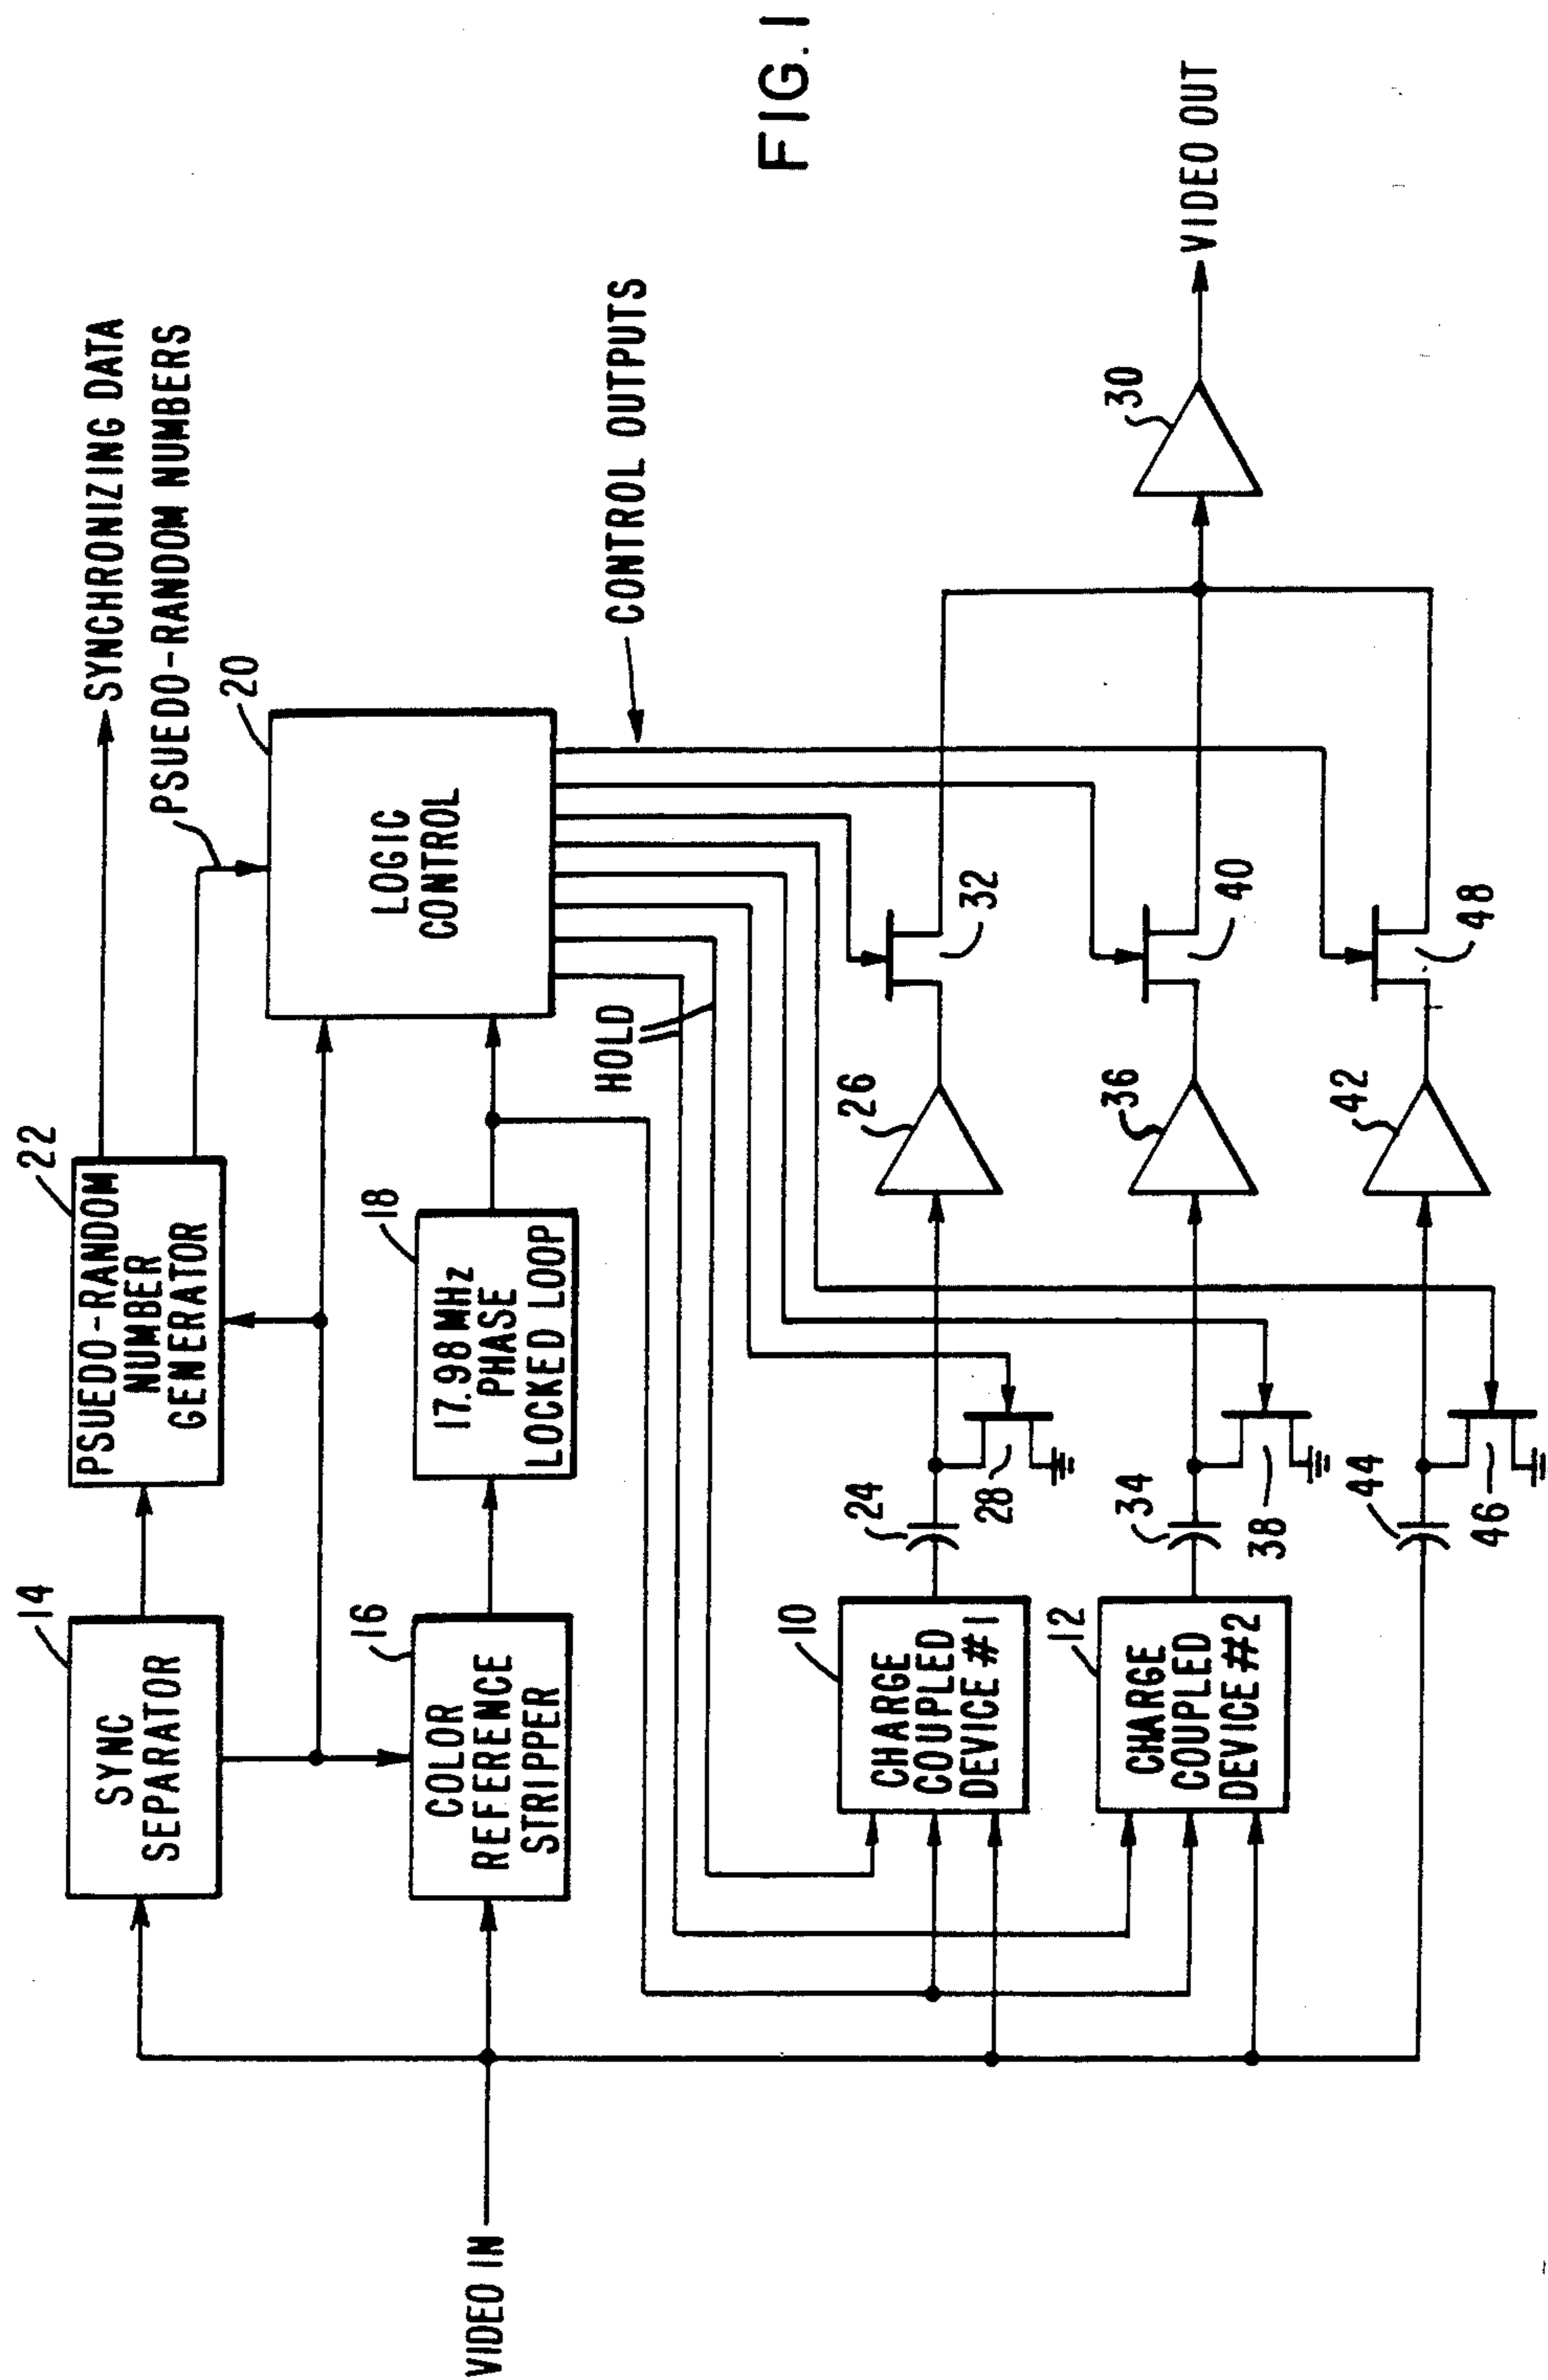 FIG. 1
SYNCHRONIZING DATA
PSUEDO-RANDOM NUMBERS
14
SYNC
SEPARATOR
22
PSUEDO-RANDOM
NUMBER
GENERATOR
20
LOGIC
CONTROL
16
COLOR
REFERENCE
STRIPPER
18
17.98 MHz
PHASE
LOCKED LOOP
VIDEO IN
HOLD
CONTROL OUTPUTS
10
CHARGE
COUPLED
DEVICE #1
24
28
26
32
12
CHARGE
COUPLED
DEVICE #2
34
38
36
40
30
VIDEO OUT
44
46
42
48